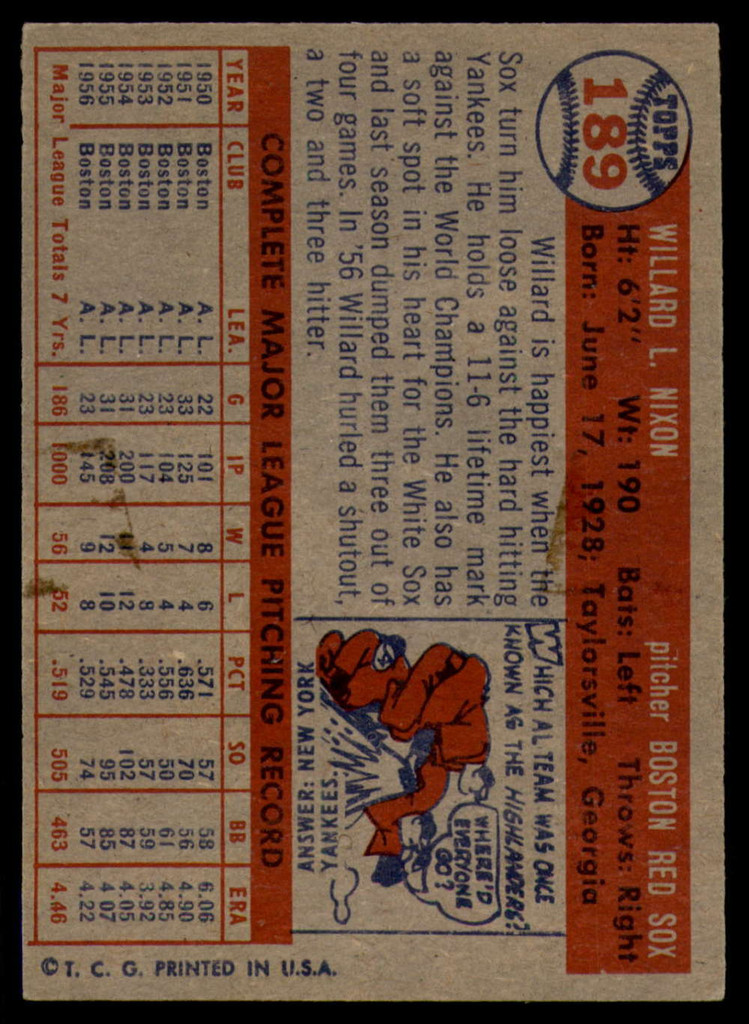 TOPPS
189
WILLARD L. NIXON pitcher BOSTON RED SOX
Ht: 6'2" Wt: 190 Bats: Left Throws: Right
Born: June 17, 1928; Taylorsville, Georgia
Willard is happiest when the
Sox turn him loose against the hard hitting
Yankees. He holds a 11-6 lifetime mark
against the World Champions. He also has
a soft spot in his heart for the White Sox
and last season dumped them three out of
four games. In '56 Willard hurled a shutout,
a two and three hitter.
WHICH AL TEAM WAS ONCE
KNOWN AS THE HIGHLANDERS?
WHERE'D
EVERYONE
GO?
ANSWER: NEW YORK
YANKEES
COMPLETE MAJOR LEAGUE PITCHING RECORD
YEAR CLUB LEA. G IP W L PCT SO BB ERA
1950 Boston A. L. 22 101 8 6 .571 57 58 6.06
1951 Boston A. L. 33 125 7 4 .636 70 56 4.90
1952 Boston A. L. 23 104 5 4 .556 50 61 4.85
1953 Boston A. L. 23 117 4 8 .333 57 59 3.92
1954 Boston A. L. 31 200 11 12 .478 102 87 4.05
1955 Boston A. L. 31 208 12 10 .545 95 85 4.07
1956 Boston A. L. 23 145 9 8 .529 74 57 4.22
Major League Totals 7 Yrs. 186 1000 56 52 .519 505 463 4.46
© T. C. G. PRINTED IN U.S.A.